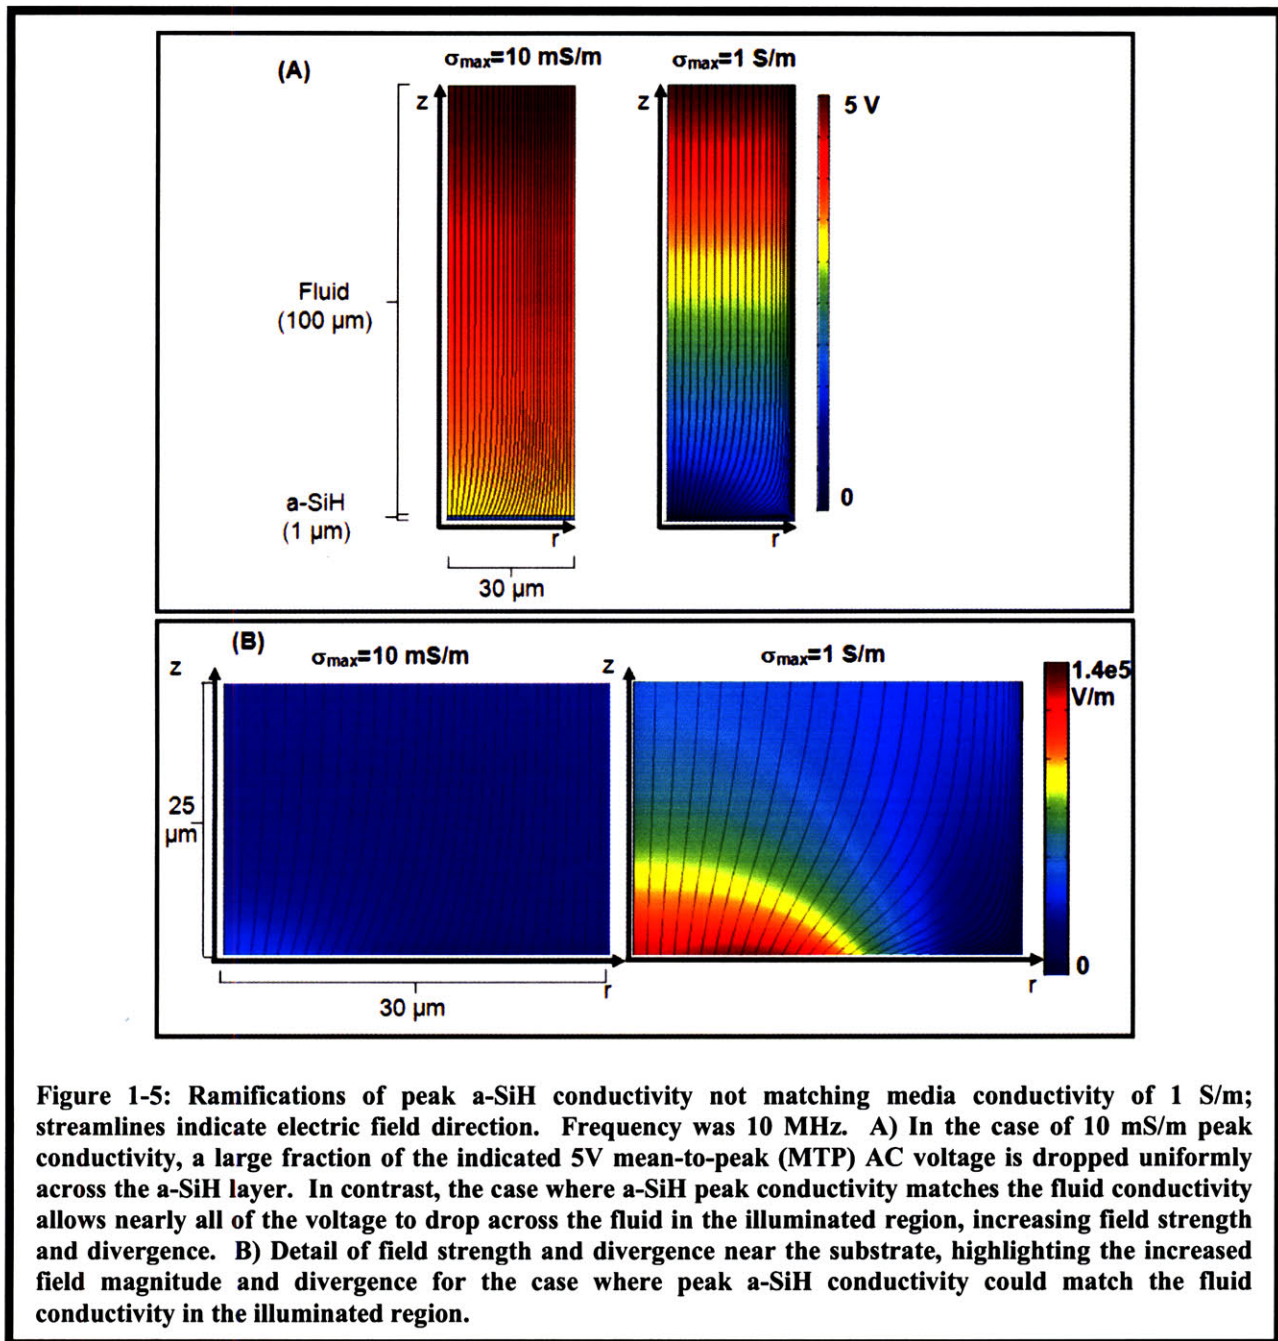 (A)
σmax=10 mS/m
σmax=1 S/m
z
z
5 V
Fluid
(100 µm)
0
a-SiH
(1 µm)
r
r
30 µm
(B)
σmax=10 mS/m
σmax=1 S/m
z
z
1.4e5
V/m
25
µm
0
r
r
30 µm
Figure 1-5: Ramifications of peak a-SiH conductivity not matching media conductivity of 1 S/m;
streamlines indicate electric field direction. Frequency was 10 MHz. A) In the case of 10 mS/m peak
conductivity, a large fraction of the indicated 5V mean-to-peak (MTP) AC voltage is dropped uniformly
across the a-SiH layer. In contrast, the case where a-SiH peak conductivity matches the fluid conductivity
allows nearly all of the voltage to drop across the fluid in the illuminated region, increasing field strength
and divergence. B) Detail of field strength and divergence near the substrate, highlighting the increased
field magnitude and divergence for the case where peak a-SiH conductivity could match the fluid
conductivity in the illuminated region.